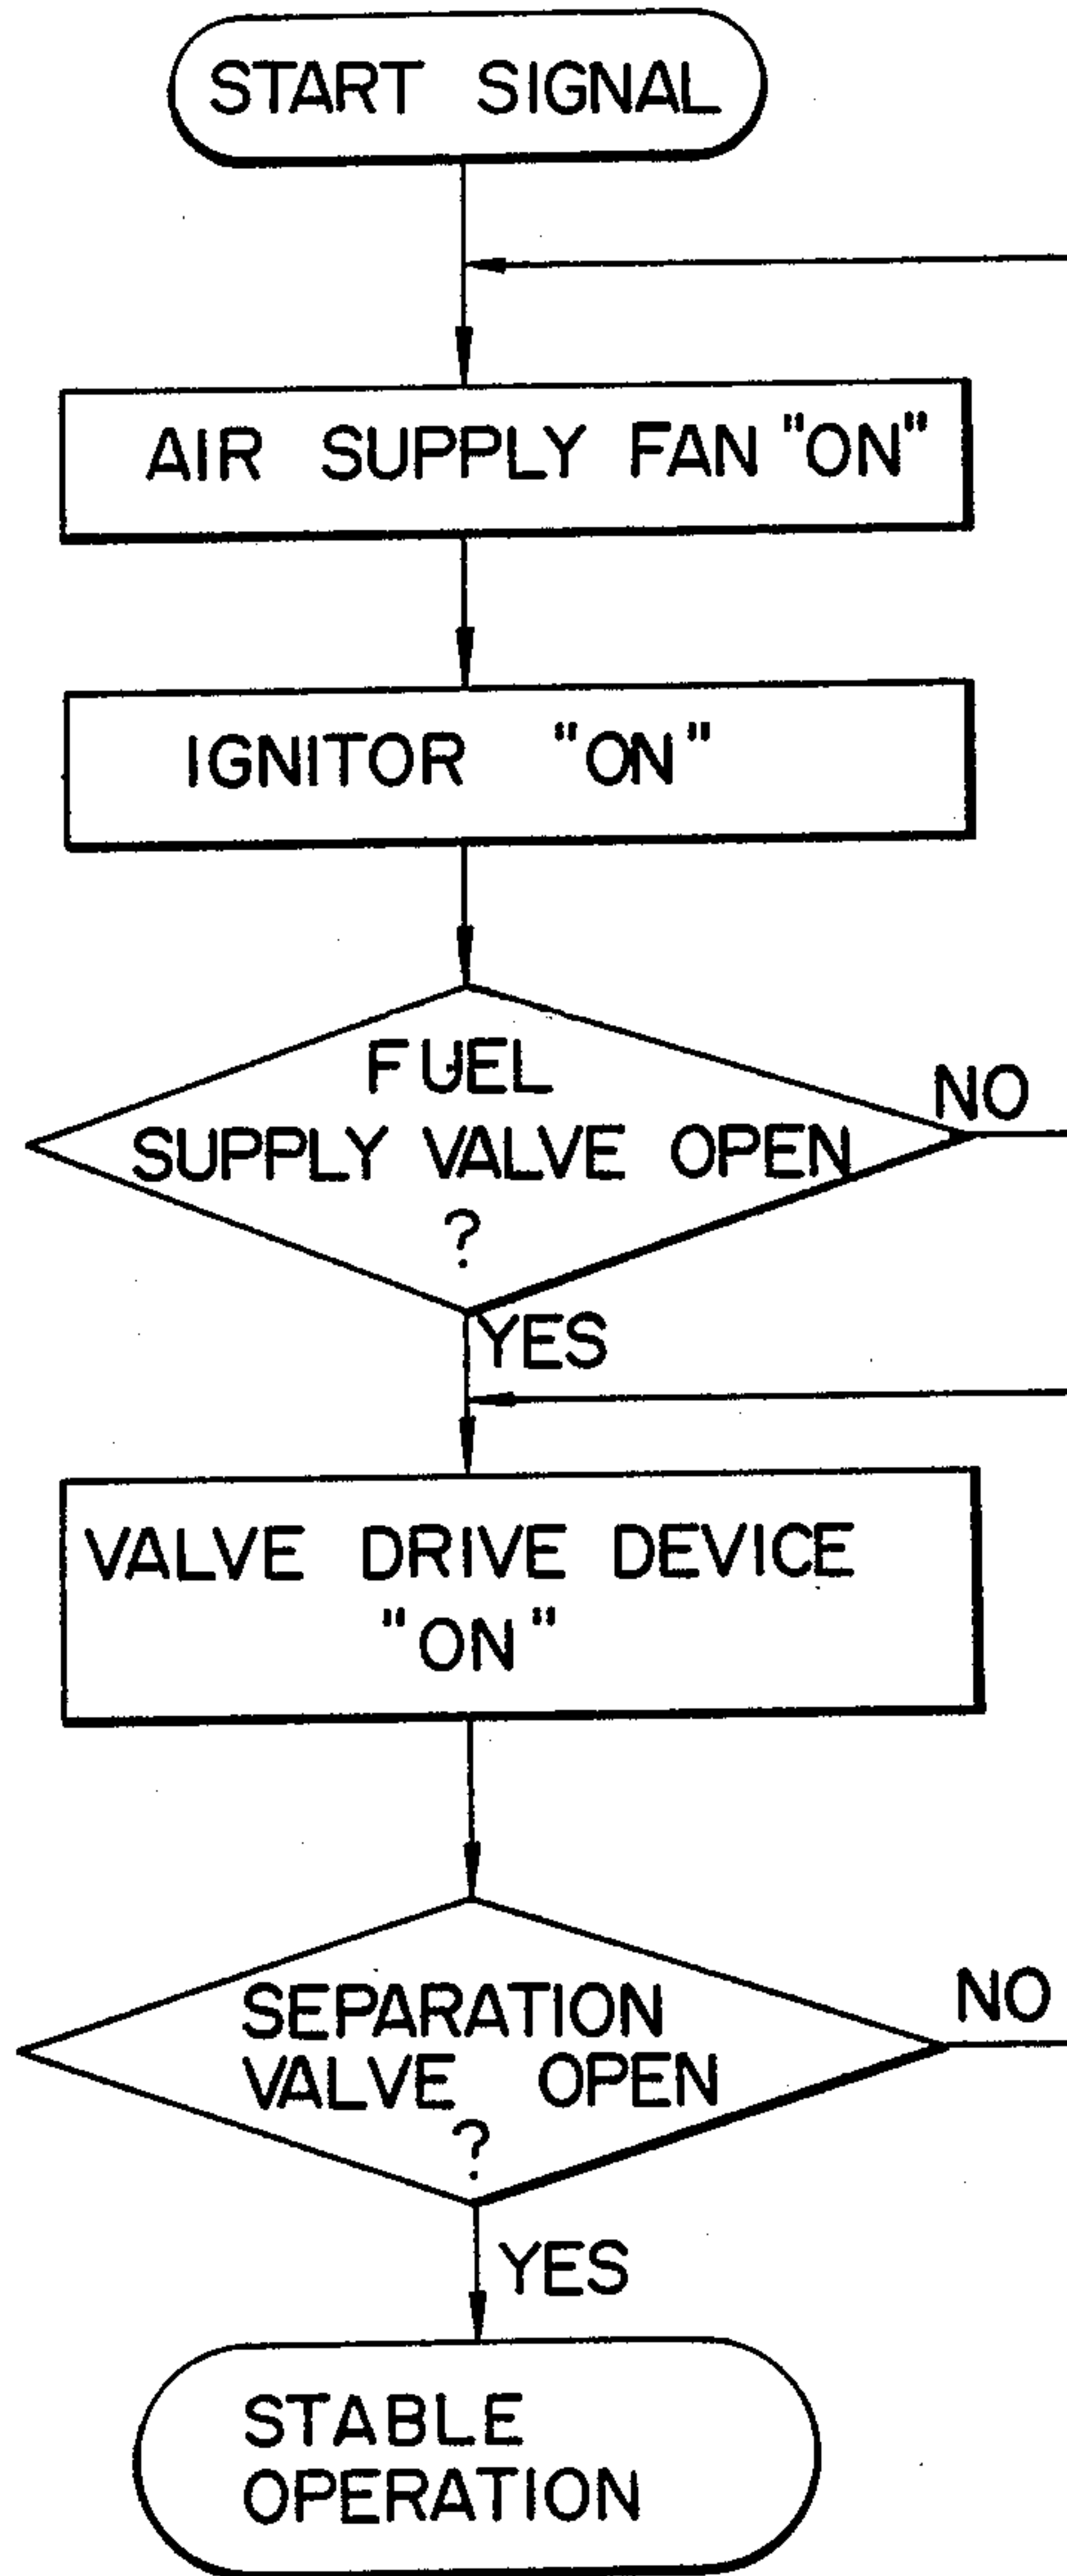 START SIGNAL
AIR SUPPLY FAN "ON"
IGNITOR "ON"
FUEL
SUPPLY VALVE OPEN
?
NO
YES
VALVE DRIVE DEVICE
"ON"
SEPARATION
VALVE OPEN
?
NO
YES
STABLE
OPERATION